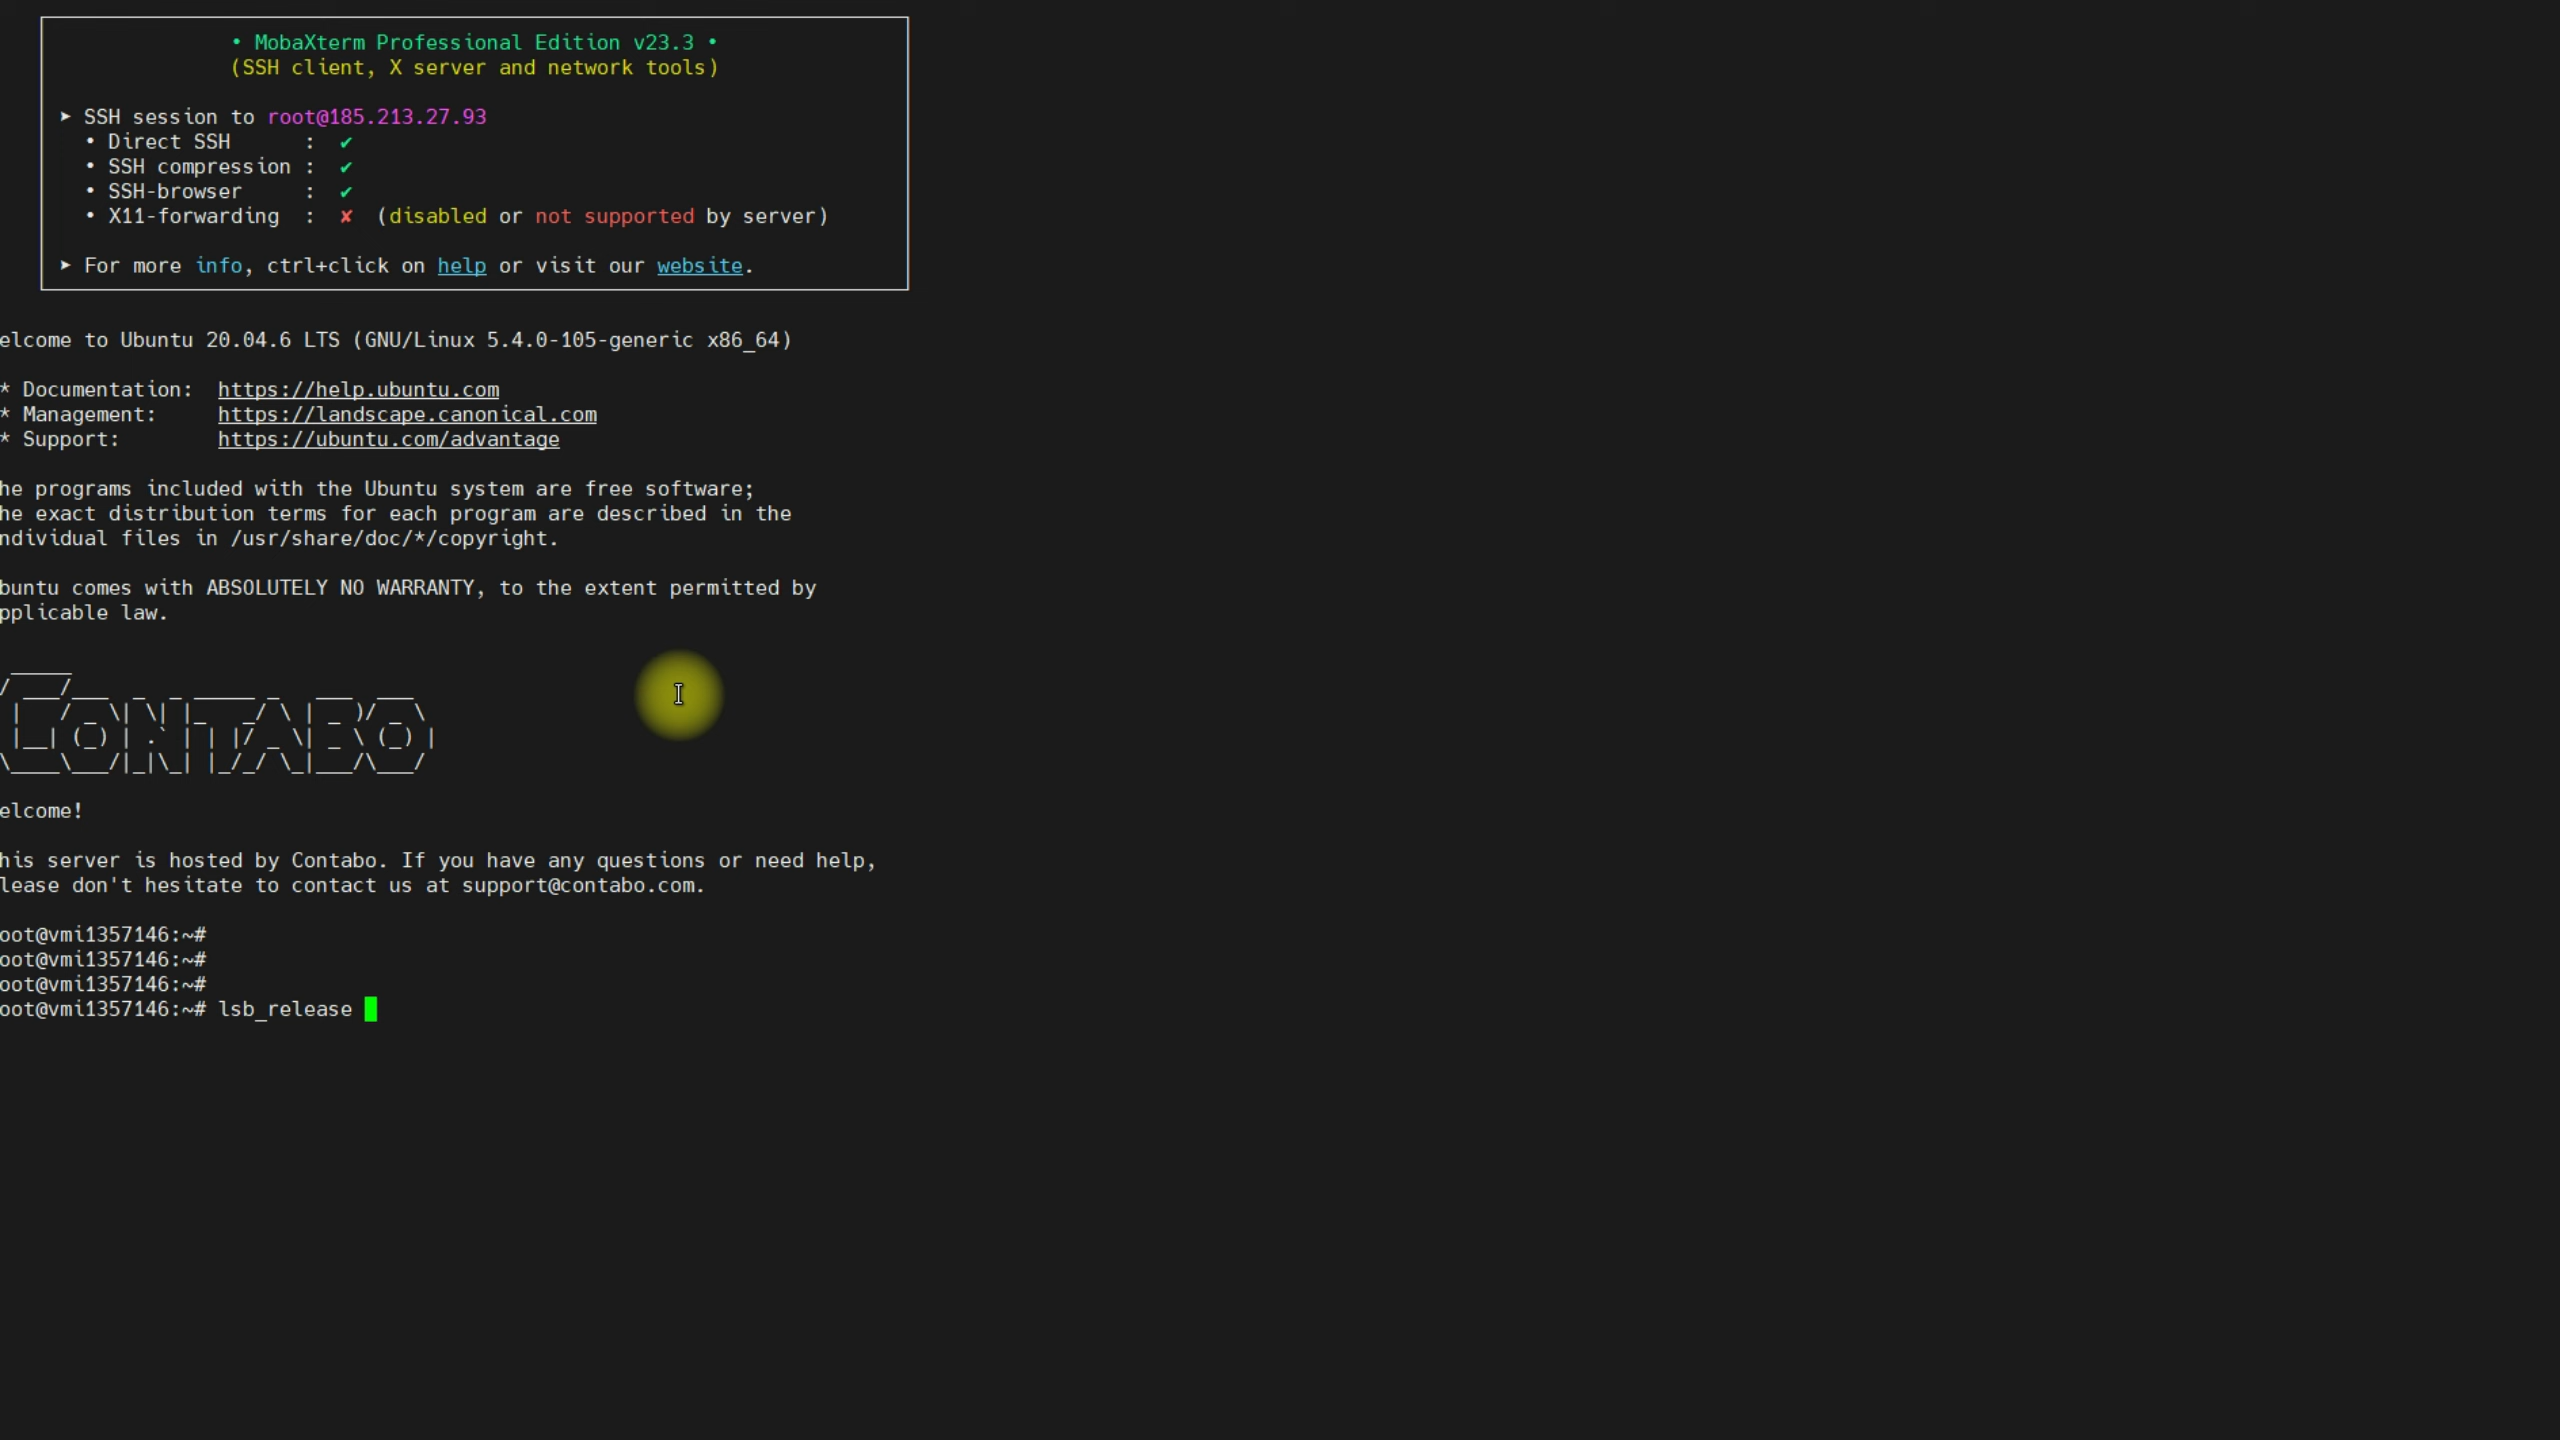 • MobaXterm Professional Edition v23.3 •
(SSH client, X server and network tools)
➤ SSH session to root@185.213.27.93
• Direct SSH : ✔
• SSH compression : ✔
• SSH-browser : ✔
• X11-forwarding : ✘ (disabled or not supported by server)
➤ For more info, ctrl+click on help or visit our website.
elcome to Ubuntu 20.04.6 LTS (GNU/Linux 5.4.0-105-generic x86_64)
* Documentation: https://help.ubuntu.com
* Management: https://landscape.canonical.com
* Support: https://ubuntu.com/advantage
he programs included with the Ubuntu system are free software;
he exact distribution terms for each program are described in the
ndividual files in /usr/share/doc/*/copyright.
buntu comes with ABSOLUTELY NO WARRANTY, to the extent permitted by
pplicable law.
CONTABO
elcome!
his server is hosted by Contabo. If you have any questions or need help,
lease don't hesitate to contact us at support@contabo.com.
oot@vmi1357146:~#
oot@vmi1357146:~#
oot@vmi1357146:~#
oot@vmi1357146:~# lsb_release